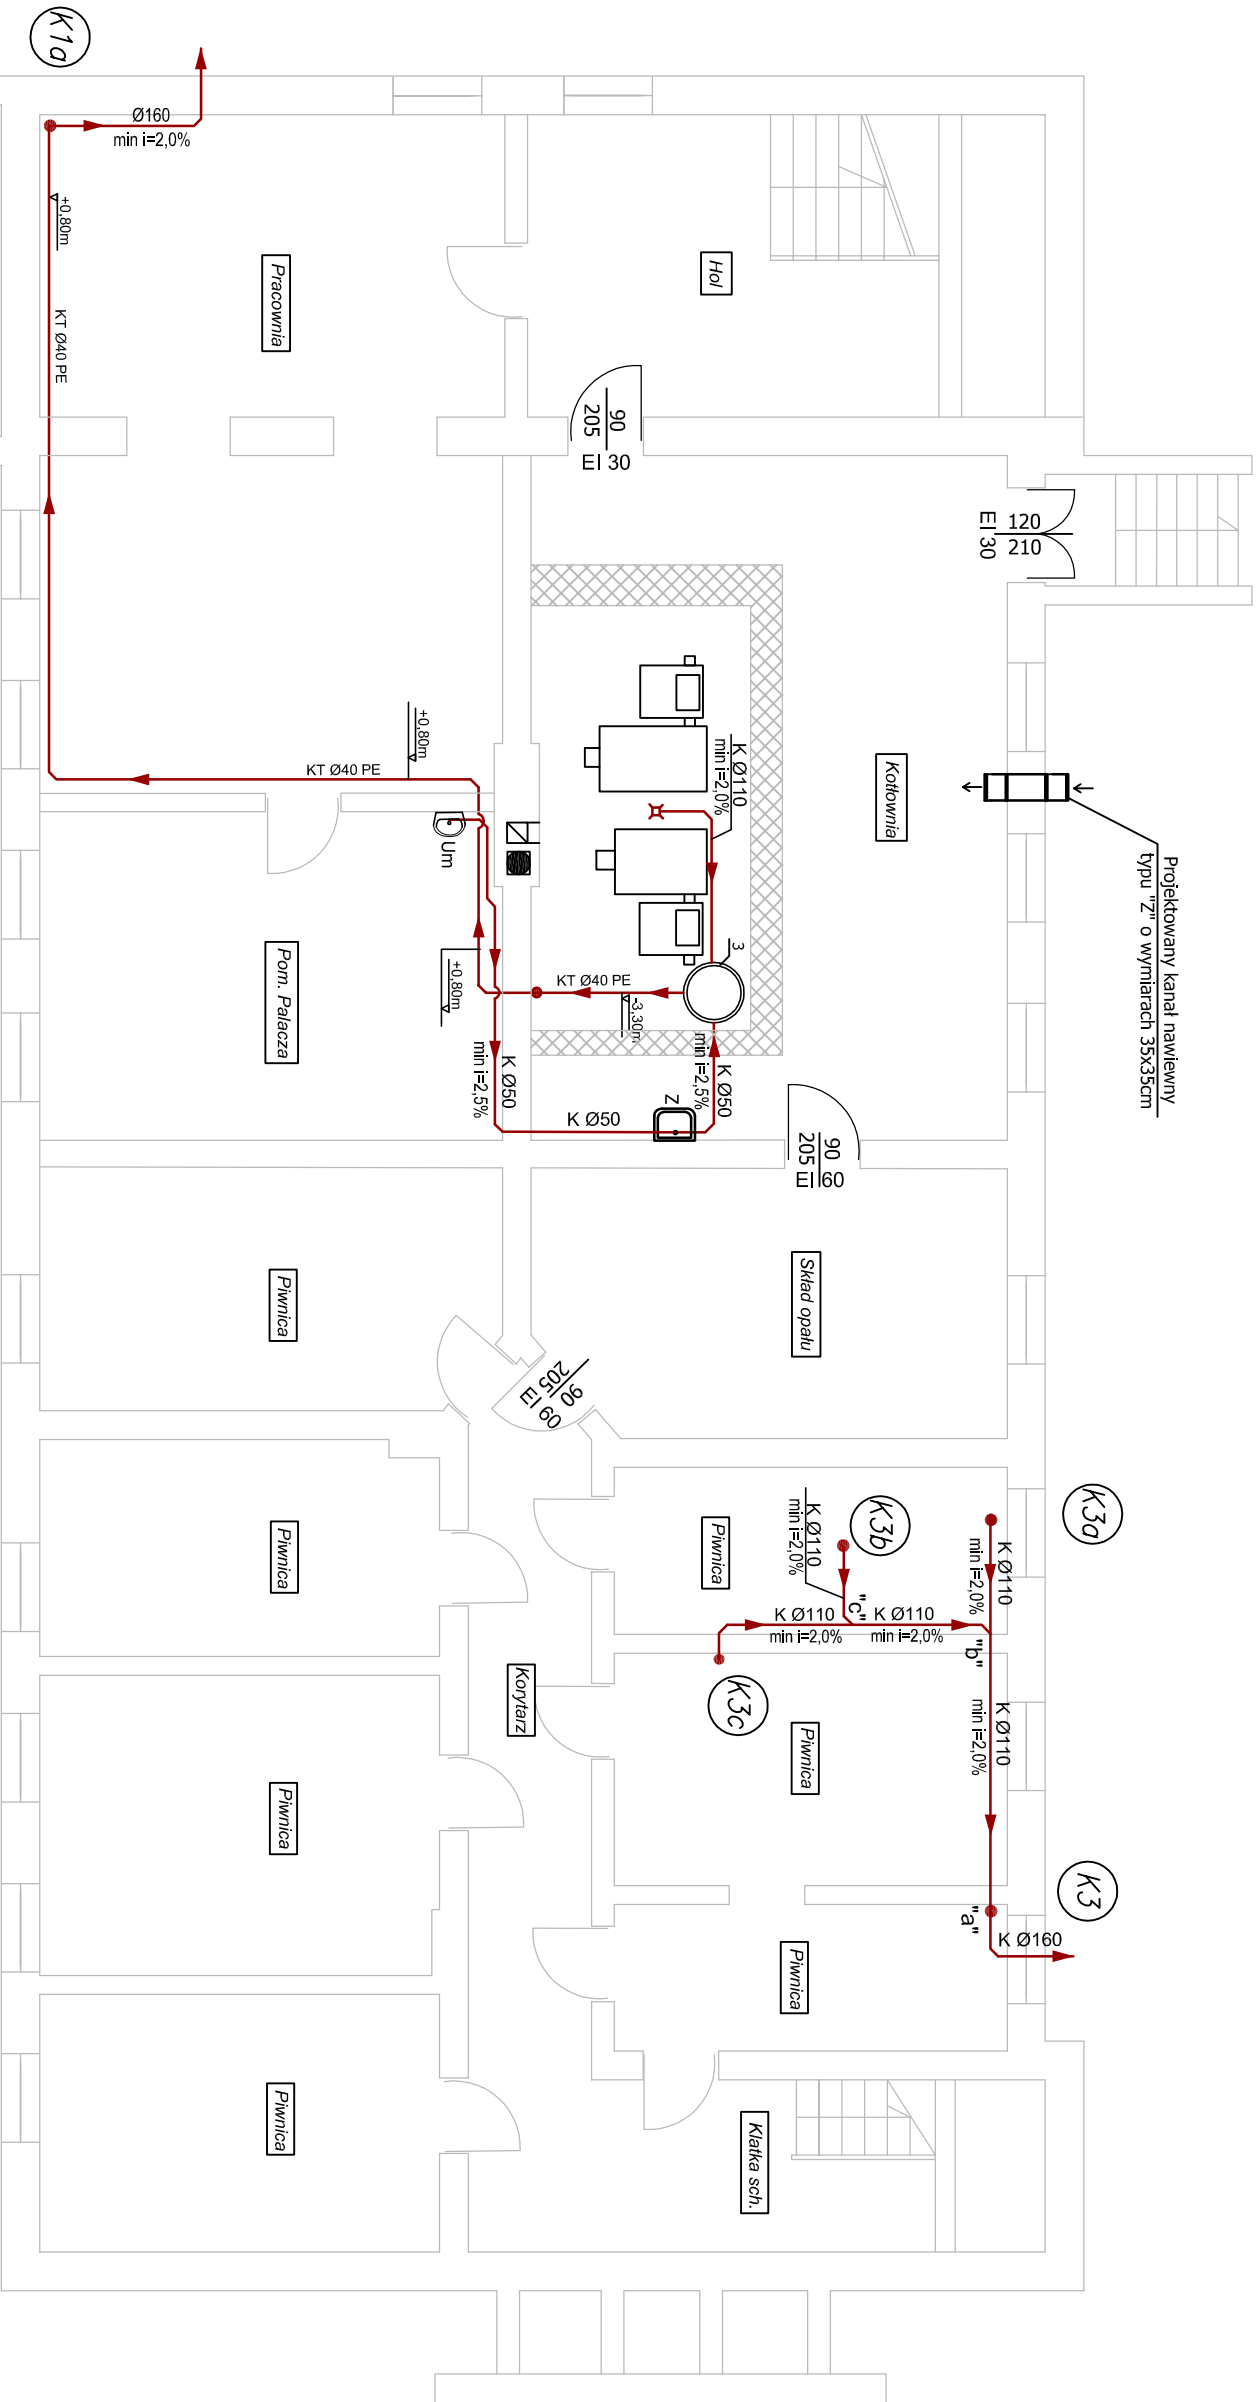 K1a
Ø160
min i=2,0%
+0,80m
KT Ø40 PE
Pracownia
Hol
90
205
EI 30
120
210
EI 30
Projektowany kanał nawiewny
typu "Z" o wymiarach 35x35cm
Kotłownia
K Ø110
min i=2,0%
+0,80m
KT Ø40 PE
Um
3
KT Ø40 PE
-3,30m
+0,80m
Pom. Palacza
K Ø50
min i=2,5%
K Ø50
Z
K Ø50
min i=2,5%
90
205
EI 60
Skład opału
Piwnica
90
205
EI 60
K3a
K3b
K Ø110
min i=2,0%
K Ø110
min i=2,0%
Piwnica
Piwnica
"c"
K Ø110
min i=2,0%
K Ø110
min i=2,0%
"b"
K3c
Korytarz
Piwnica
K Ø110
min i=2,0%
Piwnica
K3
"a"
K Ø160
Piwnica
Piwnica
Klatka sch.